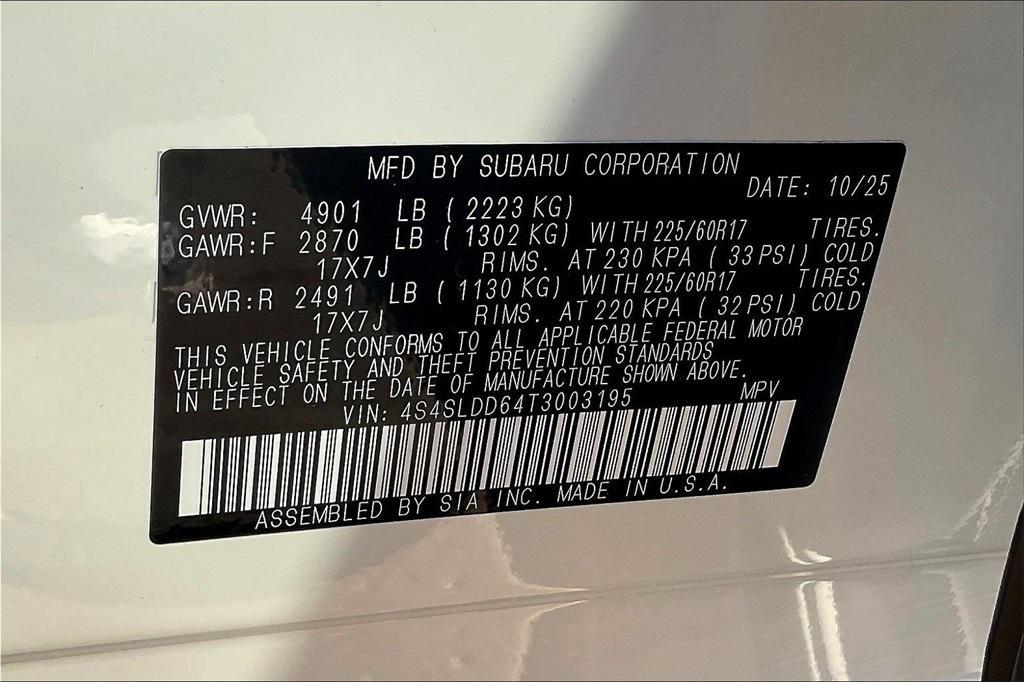 MFD BY SUBARU CORPORATION
DATE: 10/25
GVWR: 4901 LB ( 2223 KG)
GAWR:F 2870 LB ( 1302 KG) WITH 225/60R17 TIRES.
17X7J RIMS. AT 230 KPA ( 33 PSI) COLD
GAWR:R 2491 LB ( 1130 KG) WITH 225/60R17 TIRES.
17X7J RIMS. AT 220 KPA ( 32 PSI) COLD
THIS VEHICLE CONFORMS TO ALL APPLICABLE FEDERAL MOTOR
VEHICLE SAFETY AND THEFT PREVENTION STANDARDS
IN EFFECT ON THE DATE OF MANUFACTURE SHOWN ABOVE.
VIN: 4S4SLDD64T3003195 MPV
ASSEMBLED BY SIA INC. MADE IN U.S.A.